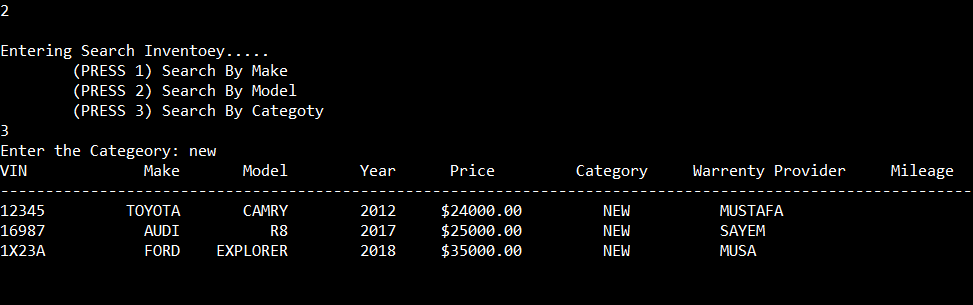 2
Entering Search Inventoey.....
(PRESS 1) Search By Make
(PRESS 2) Search By Model
(PRESS 3) Search By Categoty
3
Enter the Categeory: new
VIN Make Model Year Price Category Warrenty Provider Mileage
--------------------------------------------------------------------------------------------------------------
12345 TOYOTA CAMRY 2012 $24000.00 NEW MUSTAFA
16987 AUDI R8 2017 $25000.00 NEW SAYEM
1X23A FORD EXPLORER 2018 $35000.00 NEW MUSA